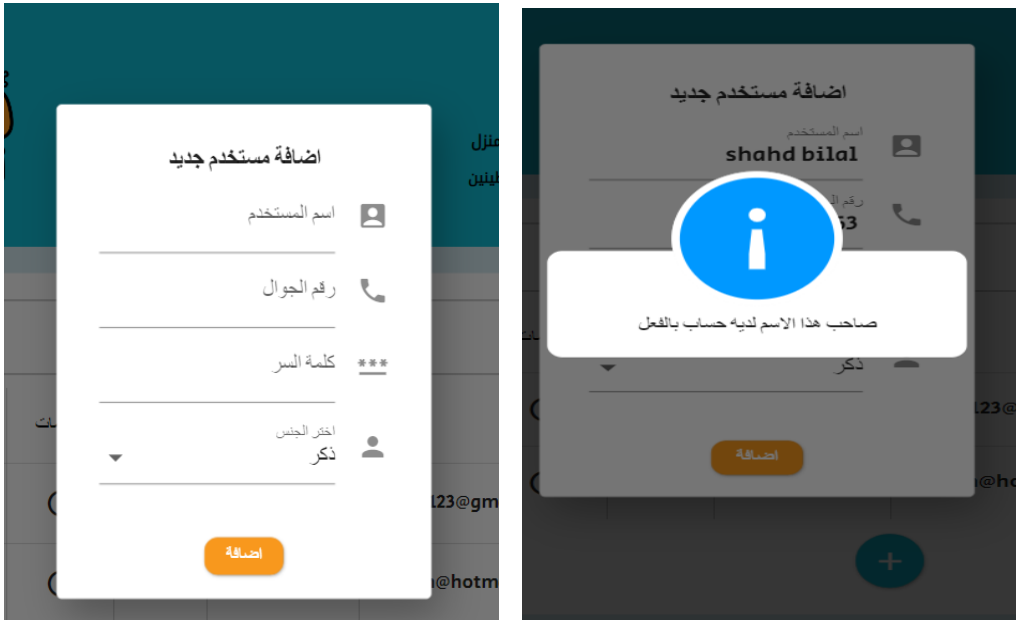 منزل
اضافة مستخدم جديد
اسم المستخدم
رقم الجوال
كلمة السر
***
اختر الجنس
ذكر
123@gm
@hotm
اضافة
اضافة مستخدم جديد
اسم المستخدم
shahd bilal
صاحب هذا الاسم لديه حساب بالفعل
ذكر
123@
@ho
اضافة
+